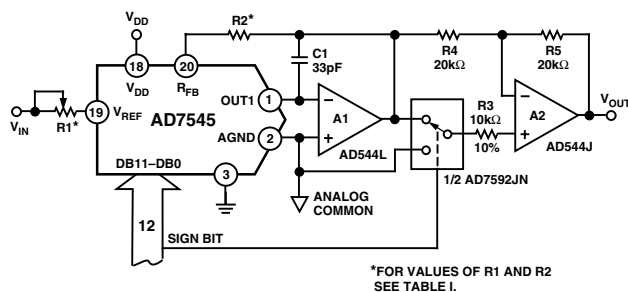 V_DD
R2*
C1
33pF
R4
20kΩ
R5
20kΩ
18
20
V_DD
R_FB
OUT1
1
V_IN
R1*
19
V_REF
AD7545
AGND
2
A1
AD544L
R3
10kΩ
10%
A2
AD544J
V_OUT
DB11–DB0
3
ANALOG
COMMON
1/2 AD7592JN
12
SIGN BIT
*FOR VALUES OF R1 AND R2
SEE TABLE I.